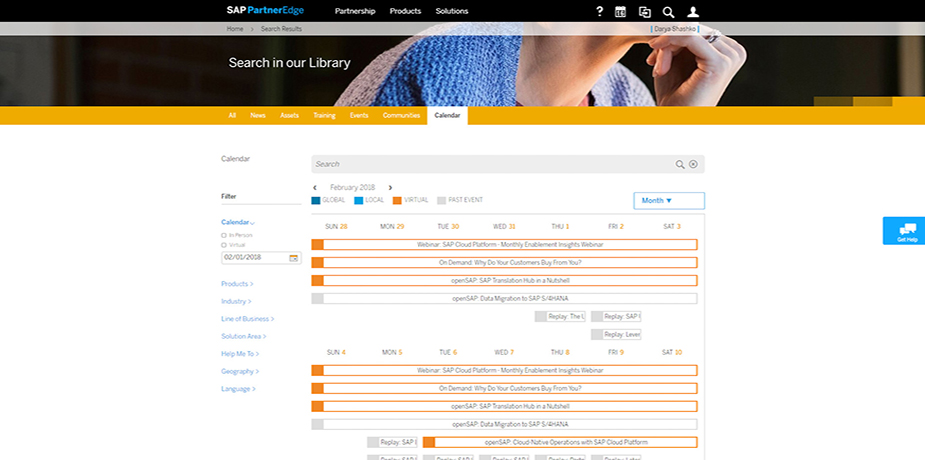 SAP PartnerEdge Partnership Products Solutions ? 16
Home > Search Results | Darya Shashko |
Search in our Library
All News Assets Training Events Communities Calendar
Calendar
Search
February 2018
GLOBAL LOCAL VIRTUAL PAST EVENT
Month
Filter
Calendar
In Person
Virtual
02/01/2018
Products >
Industry >
Line of Business >
Solution Area >
Help Me To >
Geography >
Language >
SUN 28 MON 29 TUE 30 WED 31 THU 1 FRI 2 SAT 3
Webinar: SAP Cloud Platform - Monthly Enablement Insights Webinar
On Demand: Why Do Your Customers Buy From You?
openSAP: SAP Translation Hub in a Nutshell
openSAP: Data Migration to SAP S/4HANA
Replay: The Replay: SAP
Replay: Lever
SUN 4 MON 5 TUE 6 WED 7 THU 8 FRI 9 SAT 10
Webinar: SAP Cloud Platform - Monthly Enablement Insights Webinar
On Demand: Why Do Your Customers Buy From You?
openSAP: SAP Translation Hub in a Nutshell
openSAP: Data Migration to SAP S/4HANA
Replay: SAP openSAP: Cloud Native Operations with SAP Cloud Platform
Get Help